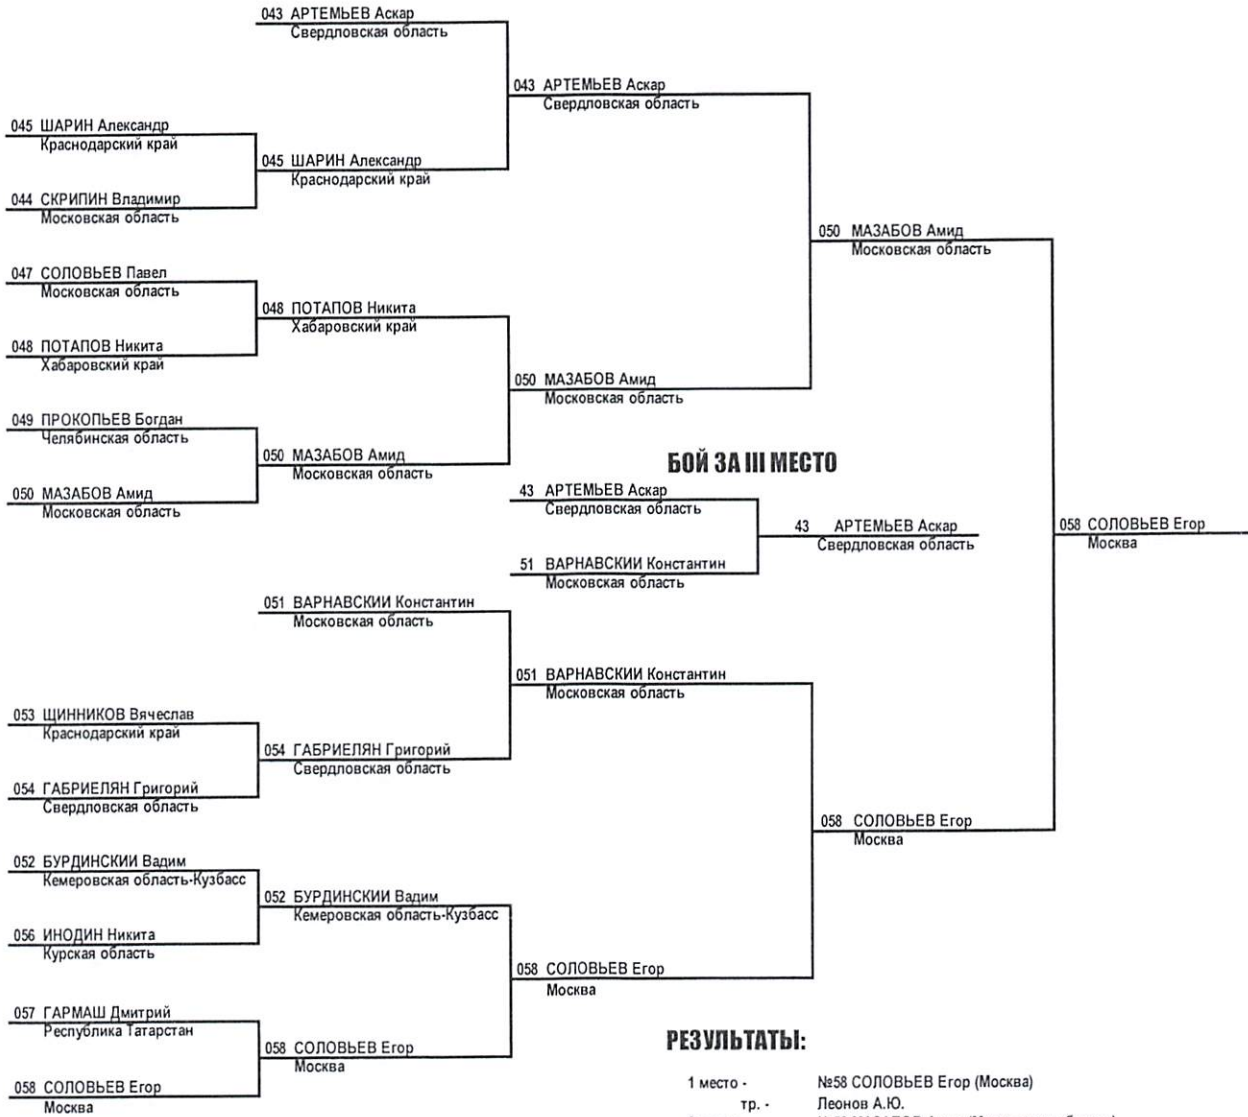 043 АРТЕМЬЕВ Аскар
Свердловская область
043 АРТЕМЬЕВ Аскар
Свердловская область
045 ШАРИН Александр
Краснодарский край
045 ШАРИН Александр
Краснодарский край
044 СКРИПИН Владимир
Московская область
050 МАЗАБОВ Амид
Московская область
047 СОЛОВЬЕВ Павел
Московская область
048 ПОТАПОВ Никита
Хабаровский край
048 ПОТАПОВ Никита
Хабаровский край
050 МАЗАБОВ Амид
Московская область
049 ПРОКОПЬЕВ Богдан
Челябинская область
050 МАЗАБОВ Амид
Московская область
050 МАЗАБОВ Амид
Московская область
БОЙ ЗА III МЕСТО
43 АРТЕМЬЕВ Аскар
Свердловская область
43 АРТЕМЬЕВ Аскар
Свердловская область
51 ВАРНАВСКИИ Константин
Московская область
058 СОЛОВЬЕВ Егор
Москва
051 ВАРНАВСКИИ Константин
Московская область
051 ВАРНАВСКИИ Константин
Московская область
053 ЩИННИКОВ Вячеслав
Краснодарский край
054 ГАБРИЕЛЯН Григорий
Свердловская область
054 ГАБРИЕЛЯН Григорий
Свердловская область
058 СОЛОВЬЕВ Егор
Москва
052 БУРДИНСКИИ Вадим
Кемеровская область-Кузбасс
052 БУРДИНСКИИ Вадим
Кемеровская область-Кузбасс
056 ИНОДИН Никита
Курская область
058 СОЛОВЬЕВ Егор
Москва
057 ГАРМАШ Дмитрий
Республика Татарстан
058 СОЛОВЬЕВ Егор
Москва
058 СОЛОВЬЕВ Егор
Москва
РЕЗУЛЬТАТЫ:
1 место - №58 СОЛОВЬЕВ Егор (Москва)
тр. - Леонов А.Ю.